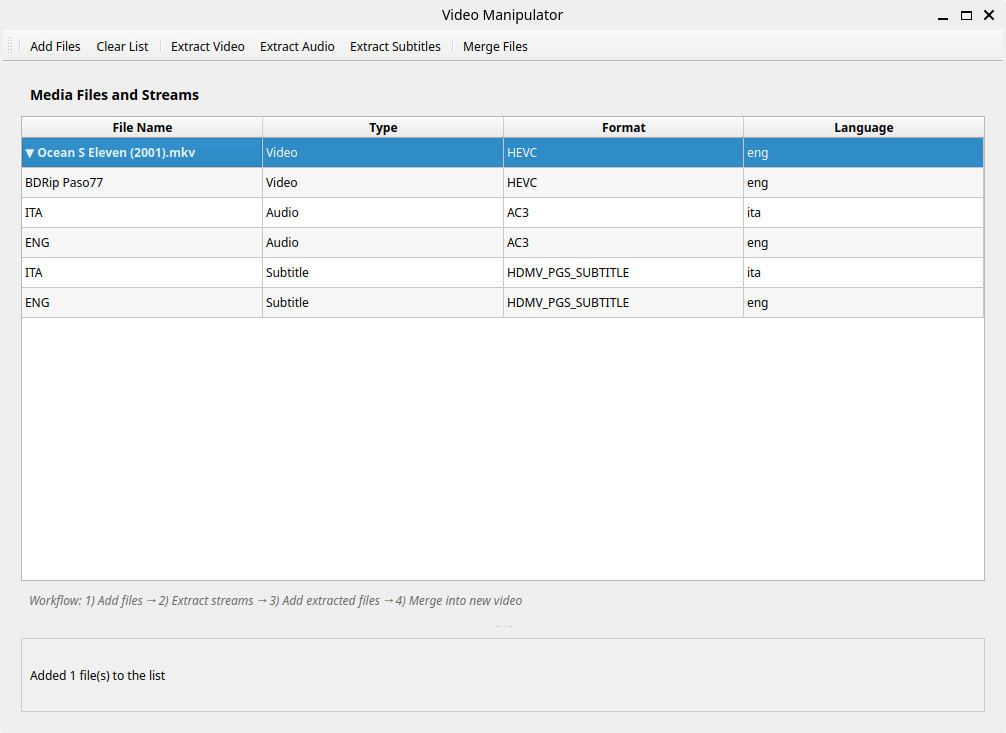 Video Manipulator
Add Files Clear List Extract Video Extract Audio Extract Subtitles Merge Files
Media Files and Streams
File Name Type Format Language
▼ Ocean S Eleven (2001).mkv Video HEVC eng
BDRip Paso77 Video HEVC eng
ITA Audio AC3 ita
ENG Audio AC3 eng
ITA Subtitle HDMV_PGS_SUBTITLE ita
ENG Subtitle HDMV_PGS_SUBTITLE eng
Workflow: 1) Add files → 2) Extract streams → 3) Add extracted files → 4) Merge into new video
Added 1 file(s) to the list